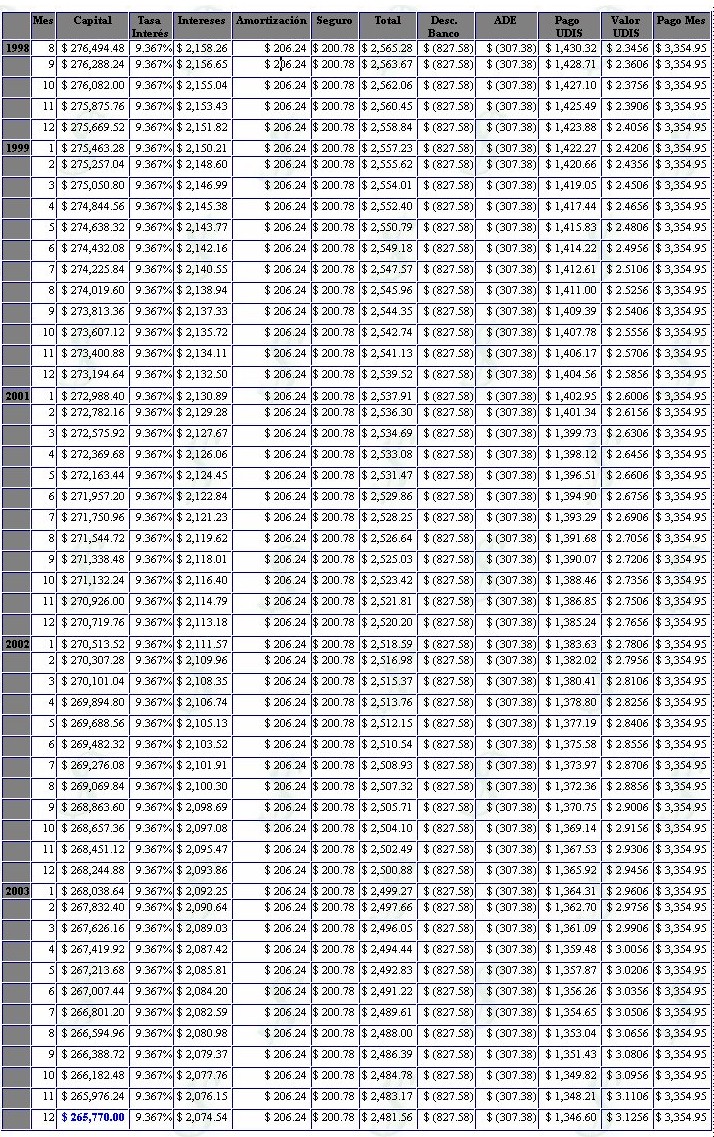 Mes Capital Tasa Interés Intereses Amortización Seguro Total Desc. Banco ADE Pago UDIS Valor UDIS Pago Mes
1998 8 $ 276,494.48 9.367% $ 2,158.26 $ 206.24 $ 200.78 $ 2,565.28 $ (827.58) $ (307.38) $ 1,430.32 $ 2.3456 $ 3,354.95
9 $ 276,288.24 9.367% $ 2,156.65 $ 206.24 $ 200.78 $ 2,563.67 $ (827.58) $ (307.38) $ 1,428.71 $ 2.3606 $ 3,354.95
10 $ 276,082.00 9.367% $ 2,155.04 $ 206.24 $ 200.78 $ 2,562.06 $ (827.58) $ (307.38) $ 1,427.10 $ 2.3756 $ 3,354.95
11 $ 275,875.76 9.367% $ 2,153.43 $ 206.24 $ 200.78 $ 2,560.45 $ (827.58) $ (307.38) $ 1,425.49 $ 2.3906 $ 3,354.95
12 $ 275,669.52 9.367% $ 2,151.82 $ 206.24 $ 200.78 $ 2,558.84 $ (827.58) $ (307.38) $ 1,423.88 $ 2.4056 $ 3,354.95
1999 1 $ 275,463.28 9.367% $ 2,150.21 $ 206.24 $ 200.78 $ 2,557.23 $ (827.58) $ (307.38) $ 1,422.27 $ 2.4206 $ 3,354.95
2 $ 275,257.04 9.367% $ 2,148.60 $ 206.24 $ 200.78 $ 2,555.62 $ (827.58) $ (307.38) $ 1,420.66 $ 2.4356 $ 3,354.95
3 $ 275,050.80 9.367% $ 2,146.99 $ 206.24 $ 200.78 $ 2,554.01 $ (827.58) $ (307.38) $ 1,419.05 $ 2.4506 $ 3,354.95
4 $ 274,844.56 9.367% $ 2,145.38 $ 206.24 $ 200.78 $ 2,552.40 $ (827.58) $ (307.38) $ 1,417.44 $ 2.4656 $ 3,354.95
5 $ 274,638.32 9.367% $ 2,143.77 $ 206.24 $ 200.78 $ 2,550.79 $ (827.58) $ (307.38) $ 1,415.83 $ 2.4806 $ 3,354.95
6 $ 274,432.08 9.367% $ 2,142.16 $ 206.24 $ 200.78 $ 2,549.18 $ (827.58) $ (307.38) $ 1,414.22 $ 2.4956 $ 3,354.95
7 $ 274,225.84 9.367% $ 2,140.55 $ 206.24 $ 200.78 $ 2,547.57 $ (827.58) $ (307.38) $ 1,412.61 $ 2.5106 $ 3,354.95
8 $ 274,019.60 9.367% $ 2,138.94 $ 206.24 $ 200.78 $ 2,545.96 $ (827.58) $ (307.38) $ 1,411.00 $ 2.5256 $ 3,354.95
9 $ 273,813.36 9.367% $ 2,137.33 $ 206.24 $ 200.78 $ 2,544.35 $ (827.58) $ (307.38) $ 1,409.39 $ 2.5406 $ 3,354.95
10 $ 273,607.12 9.367% $ 2,135.72 $ 206.24 $ 200.78 $ 2,542.74 $ (827.58) $ (307.38) $ 1,407.78 $ 2.5556 $ 3,354.95
11 $ 273,400.88 9.367% $ 2,134.11 $ 206.24 $ 200.78 $ 2,541.13 $ (827.58) $ (307.38) $ 1,406.17 $ 2.5706 $ 3,354.95
12 $ 273,194.64 9.367% $ 2,132.50 $ 206.24 $ 200.78 $ 2,539.52 $ (827.58) $ (307.38) $ 1,404.56 $ 2.5856 $ 3,354.95
2001 1 $ 272,988.40 9.367% $ 2,130.89 $ 206.24 $ 200.78 $ 2,537.91 $ (827.58) $ (307.38) $ 1,402.95 $ 2.6006 $ 3,354.95
2 $ 272,782.16 9.367% $ 2,129.28 $ 206.24 $ 200.78 $ 2,536.30 $ (827.58) $ (307.38) $ 1,401.34 $ 2.6156 $ 3,354.95
3 $ 272,575.92 9.367% $ 2,127.67 $ 206.24 $ 200.78 $ 2,534.69 $ (827.58) $ (307.38) $ 1,399.73 $ 2.6306 $ 3,354.95
4 $ 272,369.68 9.367% $ 2,126.06 $ 206.24 $ 200.78 $ 2,533.08 $ (827.58) $ (307.38) $ 1,398.12 $ 2.6456 $ 3,354.95
5 $ 272,163.44 9.367% $ 2,124.45 $ 206.24 $ 200.78 $ 2,531.47 $ (827.58) $ (307.38) $ 1,396.51 $ 2.6606 $ 3,354.95
6 $ 271,957.20 9.367% $ 2,122.84 $ 206.24 $ 200.78 $ 2,529.86 $ (827.58) $ (307.38) $ 1,394.90 $ 2.6756 $ 3,354.95
7 $ 271,750.96 9.367% $ 2,121.23 $ 206.24 $ 200.78 $ 2,528.25 $ (827.58) $ (307.38) $ 1,393.29 $ 2.6906 $ 3,354.95
8 $ 271,544.72 9.367% $ 2,119.62 $ 206.24 $ 200.78 $ 2,526.64 $ (827.58) $ (307.38) $ 1,391.68 $ 2.7056 $ 3,354.95
9 $ 271,338.48 9.367% $ 2,118.01 $ 206.24 $ 200.78 $ 2,525.03 $ (827.58) $ (307.38) $ 1,390.07 $ 2.7206 $ 3,354.95
10 $ 271,132.24 9.367% $ 2,116.40 $ 206.24 $ 200.78 $ 2,523.42 $ (827.58) $ (307.38) $ 1,388.46 $ 2.7356 $ 3,354.95
11 $ 270,926.00 9.367% $ 2,114.79 $ 206.24 $ 200.78 $ 2,521.81 $ (827.58) $ (307.38) $ 1,386.85 $ 2.7506 $ 3,354.95
12 $ 270,719.76 9.367% $ 2,113.18 $ 206.24 $ 200.78 $ 2,520.20 $ (827.58) $ (307.38) $ 1,385.24 $ 2.7656 $ 3,354.95
2002 1 $ 270,513.52 9.367% $ 2,111.57 $ 206.24 $ 200.78 $ 2,518.59 $ (827.58) $ (307.38) $ 1,383.63 $ 2.7806 $ 3,354.95
2 $ 270,307.28 9.367% $ 2,109.96 $ 206.24 $ 200.78 $ 2,516.98 $ (827.58) $ (307.38) $ 1,382.02 $ 2.7956 $ 3,354.95
3 $ 270,101.04 9.367% $ 2,108.35 $ 206.24 $ 200.78 $ 2,515.37 $ (827.58) $ (307.38) $ 1,380.41 $ 2.8106 $ 3,354.95
4 $ 269,894.80 9.367% $ 2,106.74 $ 206.24 $ 200.78 $ 2,513.76 $ (827.58) $ (307.38) $ 1,378.80 $ 2.8256 $ 3,354.95
5 $ 269,688.56 9.367% $ 2,105.13 $ 206.24 $ 200.78 $ 2,512.15 $ (827.58) $ (307.38) $ 1,377.19 $ 2.8406 $ 3,354.95
6 $ 269,482.32 9.367% $ 2,103.52 $ 206.24 $ 200.78 $ 2,510.54 $ (827.58) $ (307.38) $ 1,375.58 $ 2.8556 $ 3,354.95
7 $ 269,276.08 9.367% $ 2,101.91 $ 206.24 $ 200.78 $ 2,508.93 $ (827.58) $ (307.38) $ 1,373.97 $ 2.8706 $ 3,354.95
8 $ 269,069.84 9.367% $ 2,100.30 $ 206.24 $ 200.78 $ 2,507.32 $ (827.58) $ (307.38) $ 1,372.36 $ 2.8856 $ 3,354.95
9 $ 268,863.60 9.367% $ 2,098.69 $ 206.24 $ 200.78 $ 2,505.71 $ (827.58) $ (307.38) $ 1,370.75 $ 2.9006 $ 3,354.95
10 $ 268,657.36 9.367% $ 2,097.08 $ 206.24 $ 200.78 $ 2,504.10 $ (827.58) $ (307.38) $ 1,369.14 $ 2.9156 $ 3,354.95
11 $ 268,451.12 9.367% $ 2,095.47 $ 206.24 $ 200.78 $ 2,502.49 $ (827.58) $ (307.38) $ 1,367.53 $ 2.9306 $ 3,354.95
12 $ 268,244.88 9.367% $ 2,093.86 $ 206.24 $ 200.78 $ 2,500.88 $ (827.58) $ (307.38) $ 1,365.92 $ 2.9456 $ 3,354.95
2003 1 $ 268,038.64 9.367% $ 2,092.25 $ 206.24 $ 200.78 $ 2,499.27 $ (827.58) $ (307.38) $ 1,364.31 $ 2.9606 $ 3,354.95
2 $ 267,832.40 9.367% $ 2,090.64 $ 206.24 $ 200.78 $ 2,497.66 $ (827.58) $ (307.38) $ 1,362.70 $ 2.9756 $ 3,354.95
3 $ 267,626.16 9.367% $ 2,089.03 $ 206.24 $ 200.78 $ 2,496.05 $ (827.58) $ (307.38) $ 1,361.09 $ 2.9906 $ 3,354.95
4 $ 267,419.92 9.367% $ 2,087.42 $ 206.24 $ 200.78 $ 2,494.44 $ (827.58) $ (307.38) $ 1,359.48 $ 3.0056 $ 3,354.95
5 $ 267,213.68 9.367% $ 2,085.81 $ 206.24 $ 200.78 $ 2,492.83 $ (827.58) $ (307.38) $ 1,357.87 $ 3.0206 $ 3,354.95
6 $ 267,007.44 9.367% $ 2,084.20 $ 206.24 $ 200.78 $ 2,491.22 $ (827.58) $ (307.38) $ 1,356.26 $ 3.0356 $ 3,354.95
7 $ 266,801.20 9.367% $ 2,082.59 $ 206.24 $ 200.78 $ 2,489.61 $ (827.58) $ (307.38) $ 1,354.65 $ 3.0506 $ 3,354.95
8 $ 266,594.96 9.367% $ 2,080.98 $ 206.24 $ 200.78 $ 2,488.00 $ (827.58) $ (307.38) $ 1,353.04 $ 3.0656 $ 3,354.95
9 $ 266,388.72 9.367% $ 2,079.37 $ 206.24 $ 200.78 $ 2,486.39 $ (827.58) $ (307.38) $ 1,351.43 $ 3.0806 $ 3,354.95
10 $ 266,182.48 9.367% $ 2,077.76 $ 206.24 $ 200.78 $ 2,484.78 $ (827.58) $ (307.38) $ 1,349.82 $ 3.0956 $ 3,354.95
11 $ 265,976.24 9.367% $ 2,076.15 $ 206.24 $ 200.78 $ 2,483.17 $ (827.58) $ (307.38) $ 1,348.21 $ 3.1106 $ 3,354.95
12 $ 265,770.00 9.367% $ 2,074.54 $ 206.24 $ 200.78 $ 2,481.56 $ (827.58) $ (307.38) $ 1,346.60 $ 3.1256 $ 3,354.95